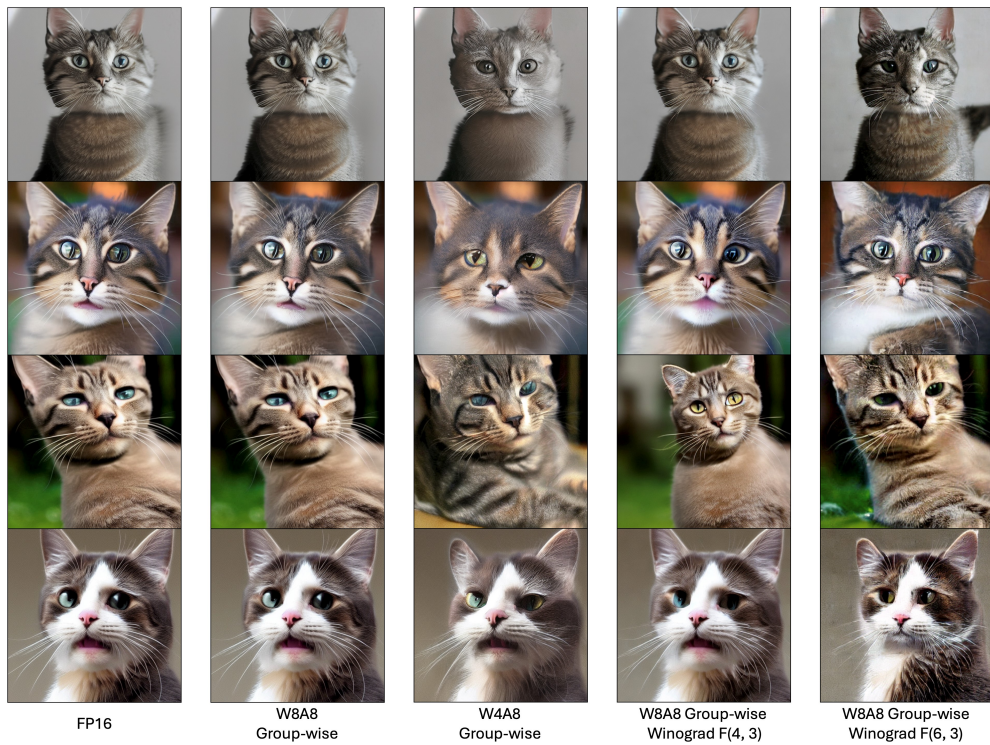 FP16
W8A8
Group-wise
W4A8
Group-wise
W8A8 Group-wise
Winograd F(4, 3)
W8A8 Group-wise
Winograd F(6, 3)